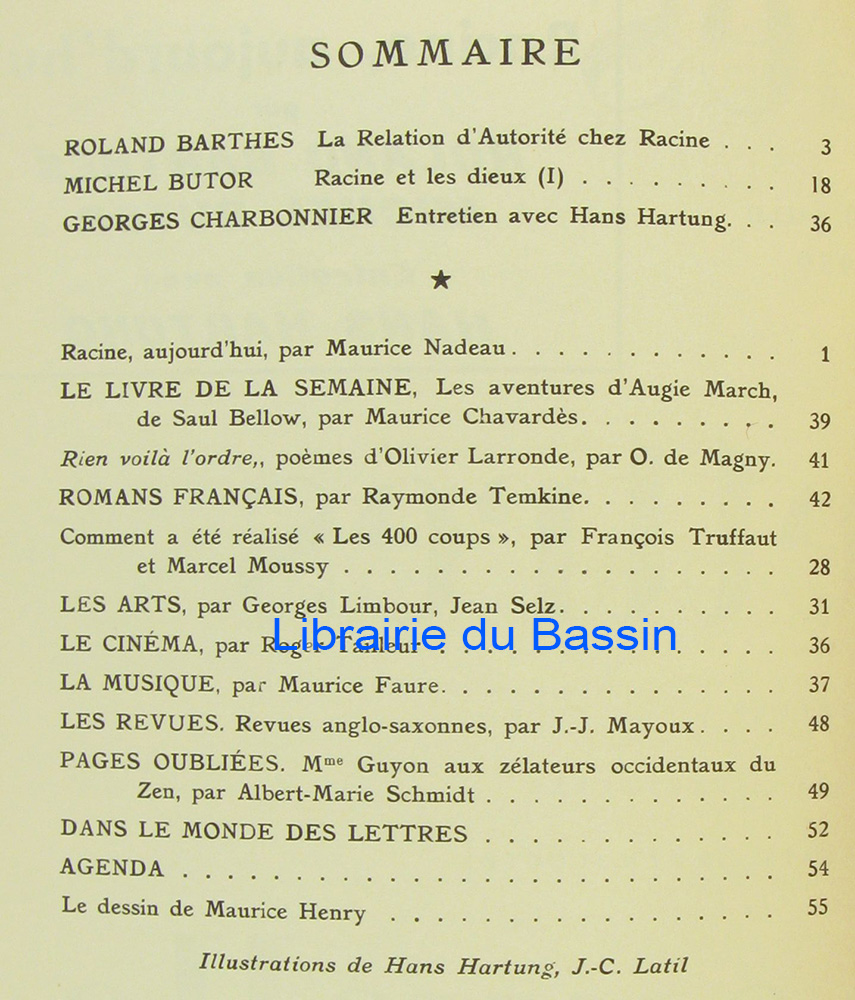 SOMMAIRE
ROLAND BARTHES La Relation d'Autorité chez Racine . . . 3
MICHEL BUTOR Racine et les dieux (I) . . . . . . . . . 18
GEORGES CHARBONNIER Entretien avec Hans Hartung. . . 36
★
Racine, aujourd'hui, par Maurice Nadeau . . . . . . . . . . . . 1
LE LIVRE DE LA SEMAINE, Les aventures d'Augie March,
de Saul Bellow, par Maurice Chavardès. . . . . . . . . 39
Rien voilà l'ordre,, poèmes d'Olivier Larronde, par O. de Magny. 41
ROMANS FRANÇAIS, par Raymonde Temkine. . . . . . . . . 42
Comment a été réalisé « Les 400 coups », par François Truffaut
et Marcel Moussy . . . . . . . . . . . . . . . . . . 28
LES ARTS, par Georges Limbour, Jean Selz. . . . . . . . . . 31
Librairie du Bassin
LE CINÉMA, par Roger Tailleur . . . . . . . . . . . . . . 36
LA MUSIQUE, par Maurice Faure. . . . . . . . . . . . . . 37
LES REVUES. Revues anglo-saxonnes, par J.-J. Mayoux . . . . 48
PAGES OUBLIÉES. Mme Guyon aux zélateurs occidentaux du
Zen, par Albert-Marie Schmidt . . . . . . . . . . . . . 49
DANS LE MONDE DES LETTRES . . . . . . . . . . . . . 52
AGENDA . . . . . . . . . . . . . . . . . . . . . . . . . 54
Le dessin de Maurice Henry . . . . . . . . . . . . . . . . 55
Illustrations de Hans Hartung, J.-C. Latil